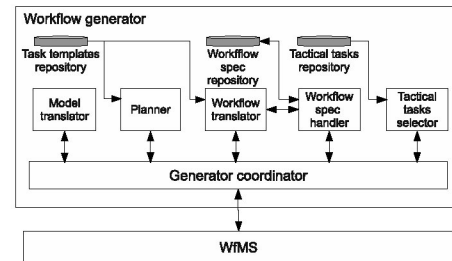 Workflow generator
Task templates
repository
Workfflow
spec
repository
Tactical tasks
repository
Model
translator
Planner
Workflow
translator
Workflow
spec
handler
Tactical
tasks
selector
Generator coordinator
WfMS